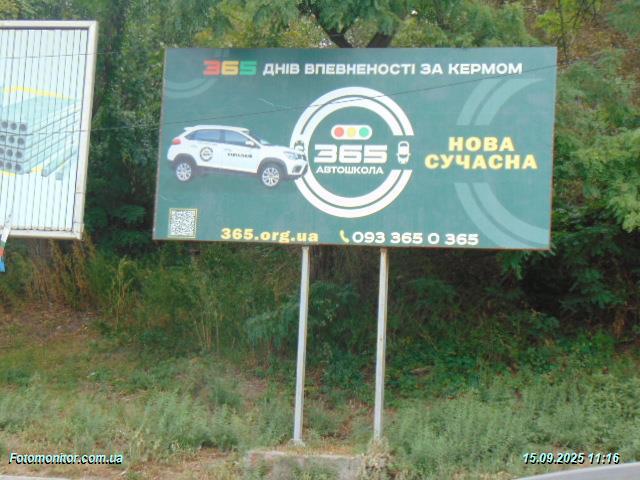 365 ДНІВ ВПЕВНЕНОСТІ ЗА КЕРМОМ
365
АВТОШКОЛА
НОВА
СУЧАСНА
365.org.ua
093 365 0 365
Fotomonitor.com.ua
15.09.2025 11:16